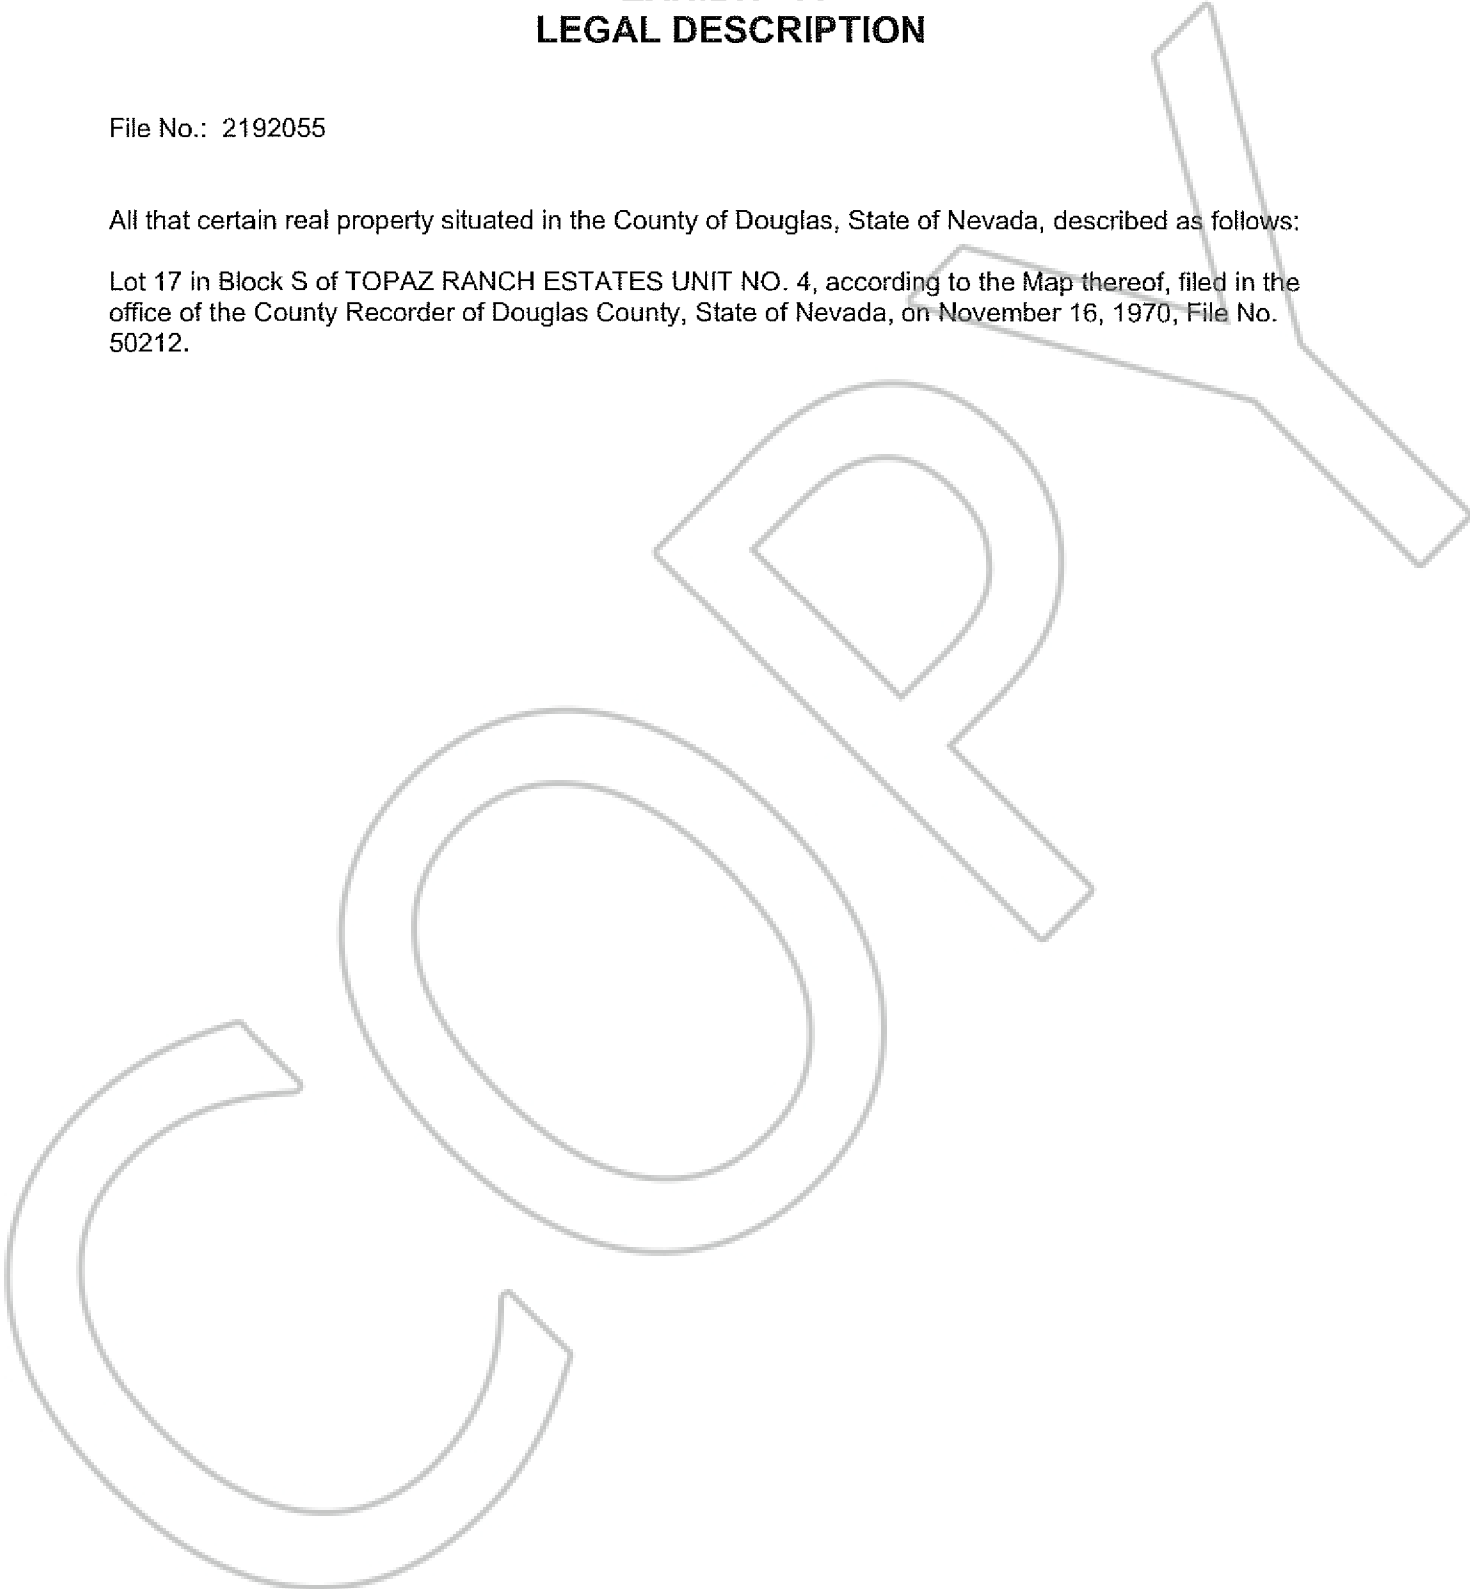 LEGAL DESCRIPTION
File No.: 2192055
All that certain real property situated in the County of Douglas, State of Nevada, described as follows:
Lot 17 in Block S of TOPAZ RANCH ESTATES UNIT NO. 4, according to the Map thereof, filed in the
office of the County Recorder of Douglas County, State of Nevada, on November 16, 1970, File No.
50212.
COPY